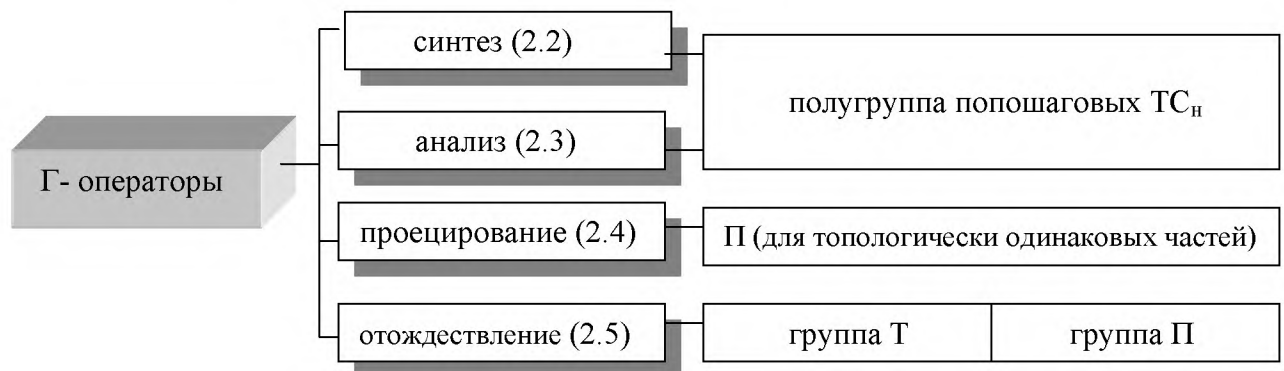 синтез (2.2)
полугруппа попошаговых ТСн
анализ (2.3)
Г- операторы
проецирование (2.4)
П (для топологически одинаковых частей)
отождествление (2.5)
группа Т
группа П